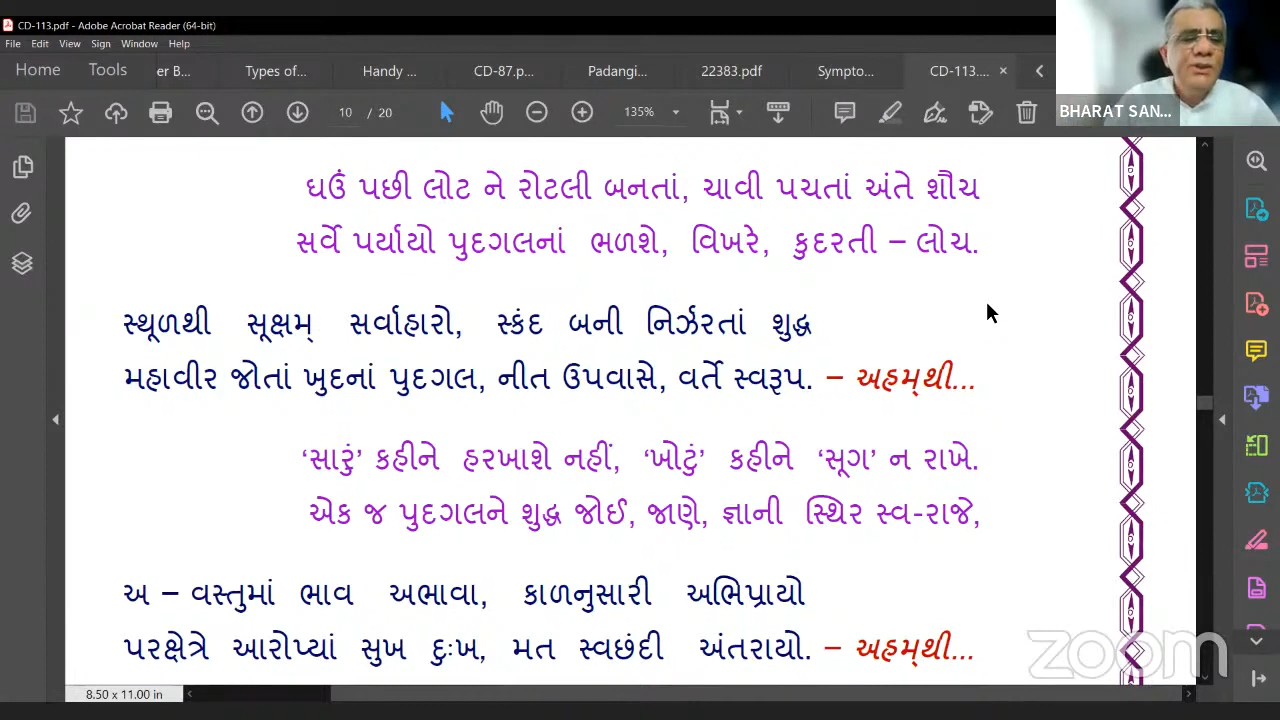 CD-113.pdf - Adobe Acrobat Reader (64-bit)
File Edit View Sign Window Help
Home Tools er B... Types of... Handy ... CD-87.p... Padangi... 22383.pdf Sympto... CD-113.... ×
10 / 20 135%
BHARAT SAN...
ઘઉં પછી લોટ ને રોટલી બનતાં, ચાવી પચતાં અંતે શૌચ
સર્વે પર્યાયો પુદગલનાં ભળશે, વિખરે, કુદરતી – લોચ.
સ્થૂળથી સૂક્ષમ્ સર્વાહારો, સ્કંદ બની નિર્ઝરતાં શુદ્ધ
મહાવીર જોતાં ખુદનાં પુદગલ, નીત ઉપવાસે, વર્તે સ્વરૂપ. – અહમ્થી...
‘સારું’ કહીને હરખાશે નહીં, ‘ખોટું’ કહીને ‘સૂગ’ ન રાખે.
એક જ પુદગલને શુદ્ધ જોઈ, જાણે, જ્ઞાની સ્થિર સ્વ-રાજે,
અ – વસ્તુમાં ભાવ અભાવા, કાળનુસારી અભિપ્રાયો
પરક્ષેત્રે આરોપ્યાં સુખ દુઃખ, મત સ્વછંદી અંતરાયો. – અહમ્થી...
zoom
8.50 x 11.00 in